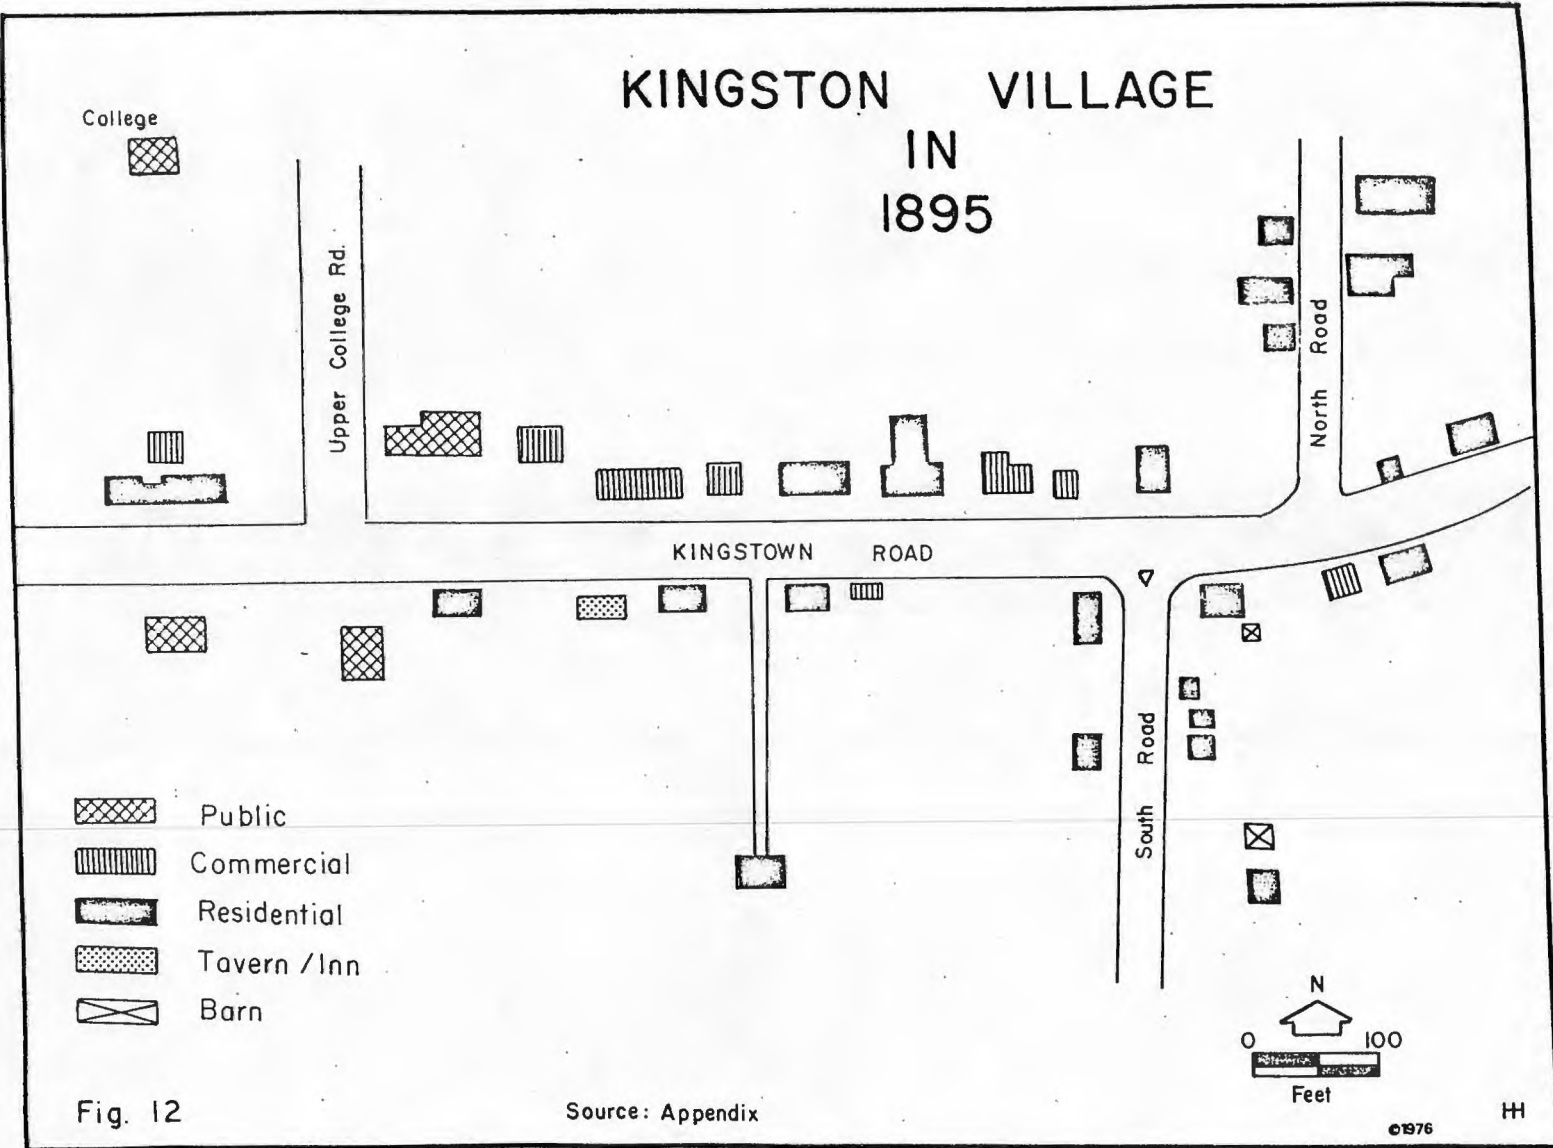 KINGSTON VILLAGE
IN
1895
College
Upper College Rd.
North Road
KINGSTOWN ROAD
South Road
Public
Commercial
Residential
Tavern / Inn
Barn
N
0 100
Feet
Fig. 12
Source: Appendix
©1976
HH